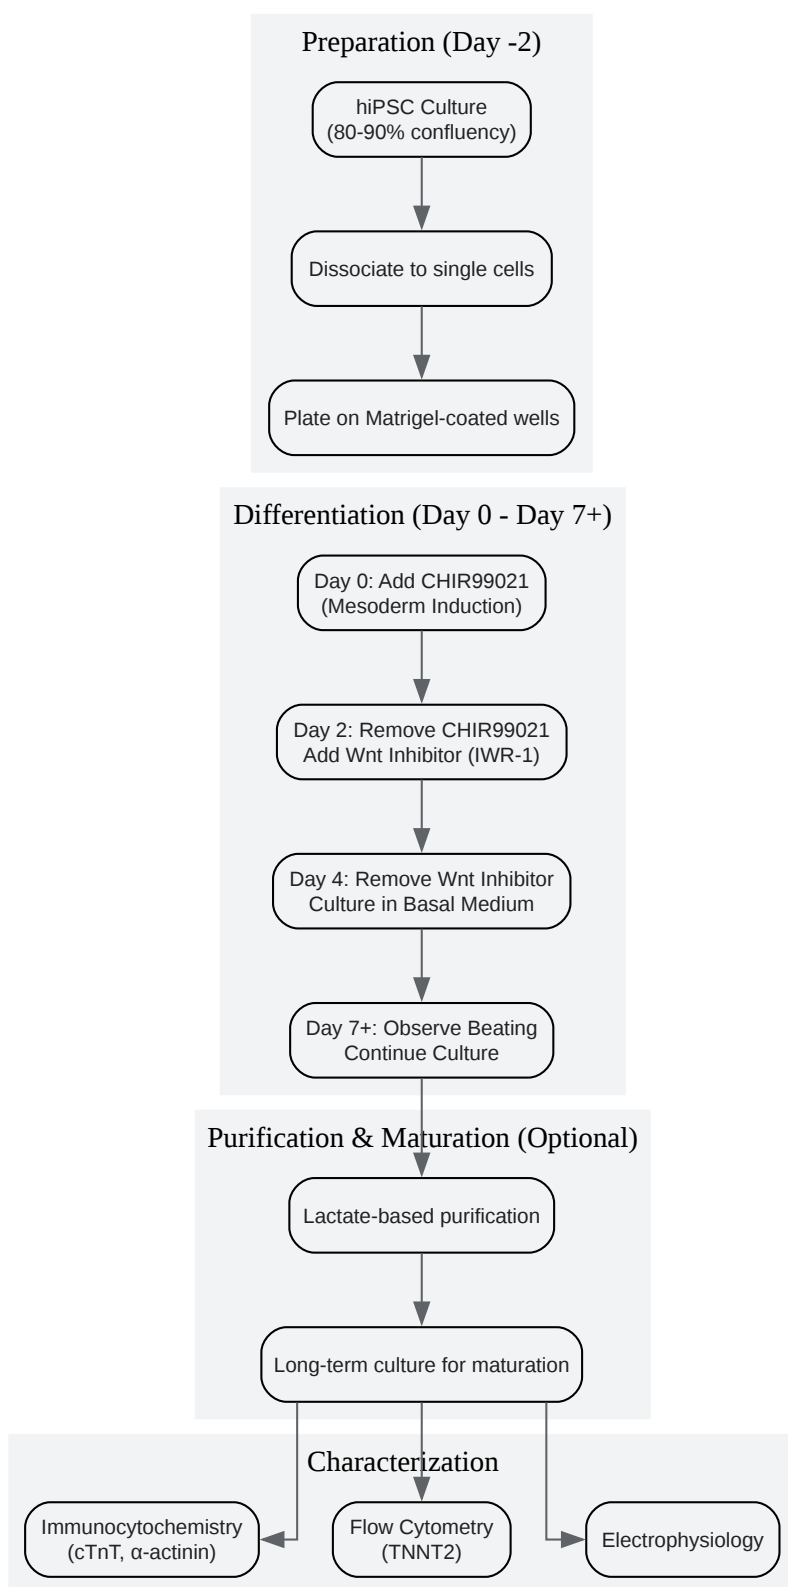 Preparation (Day -2)
hiPSC Culture
(80-90% confluency)
Dissociate to single cells
Plate on Matrigel-coated wells
Differentiation (Day 0 - Day 7+)
Day 0: Add CHIR99021
(Mesoderm Induction)
Day 2: Remove CHIR99021
Add Wnt Inhibitor (IWR-1)
Day 4: Remove Wnt Inhibitor
Culture in Basal Medium
Day 7+: Observe Beating
Continue Culture
Purification & Maturation (Optional)
Lactate-based purification
Long-term culture for maturation
Characterization
Immunocytochemistry
(cTnT, α-actinin)
Flow Cytometry
(TNNT2)
Electrophysiology